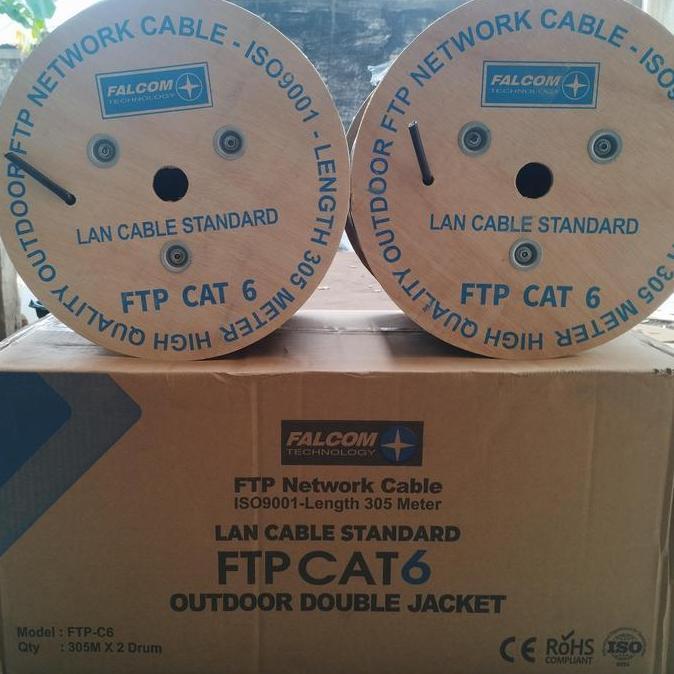 OUTDOOR FTP NETWORK CABLE - ISO9001 - LENGTH 305 METER HIGH QUALITY
FALCOM
TECHNOLOGY
LAN CABLE STANDARD
FTP CAT 6
OUTDOOR FTP NETWORK CABLE - ISO9
305 METER HIGH QUALITY
FALCOM
TECHNOLOGY
LAN CABLE STANDARD
FTP CAT 6
FALCOM
TECHNOLOGY
FTP Network Cable
ISO9001-Length 305 Meter
LAN CABLE STANDARD
FTP CAT6
OUTDOOR DOUBLE JACKET
Model : FTP-C6
Qty : 305M X 2 Drum
CE
RoHS
COMPLIANT
ISO